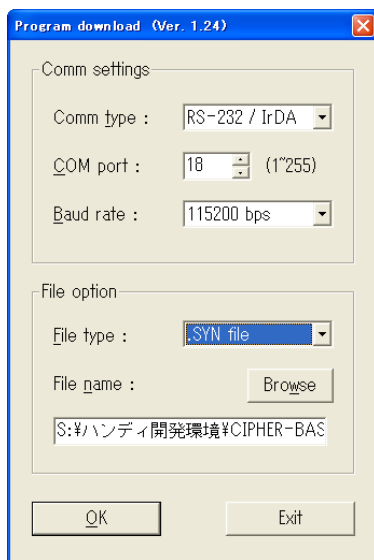 Program download (Ver. 1.24)
Comm settings
Comm type : RS-232 / IrDA
COM port : 18 (1~255)
Baud rate : 115200 bps
File option
File type : .SYN file
File name : Browse
S:¥ハンディ開発環境¥CIPHER-BAS
OK Exit